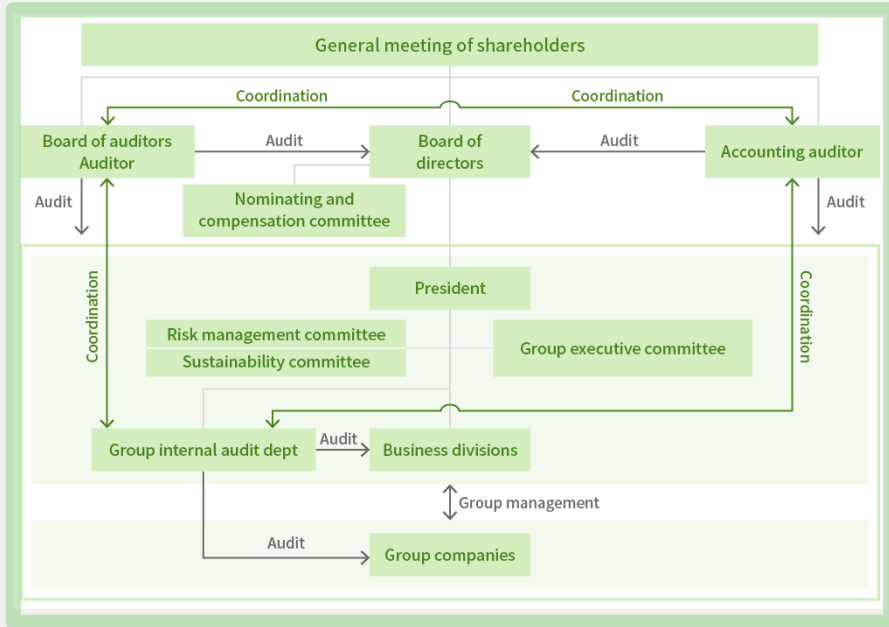 General meeting of shareholders
Coordination
Coordination
Board of auditors
Auditor
Audit
Board of
directors
Audit
Accounting auditor
Audit
Nominating and
compensation committee
Audit
Coordination
President
Coordination
Risk management committee
Sustainability committee
Group executive committee
Group internal audit dept
Audit
Business divisions
Group management
Audit
Group companies